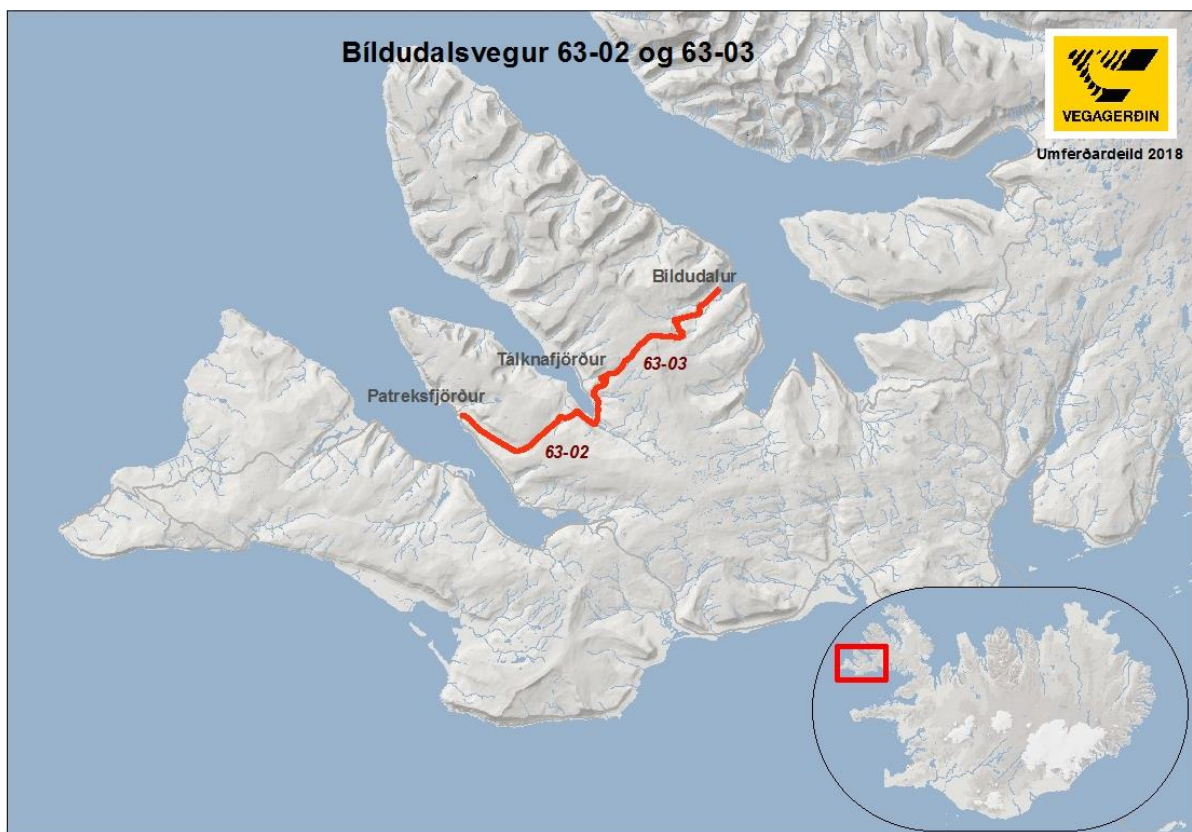 Bíldudalsvegur 63-02 og 63-03
VEGAGERÐIN
Umferðardeild 2018
Bíldudalur
Tálknafjörður
63-03
Patreksfjörður
63-02